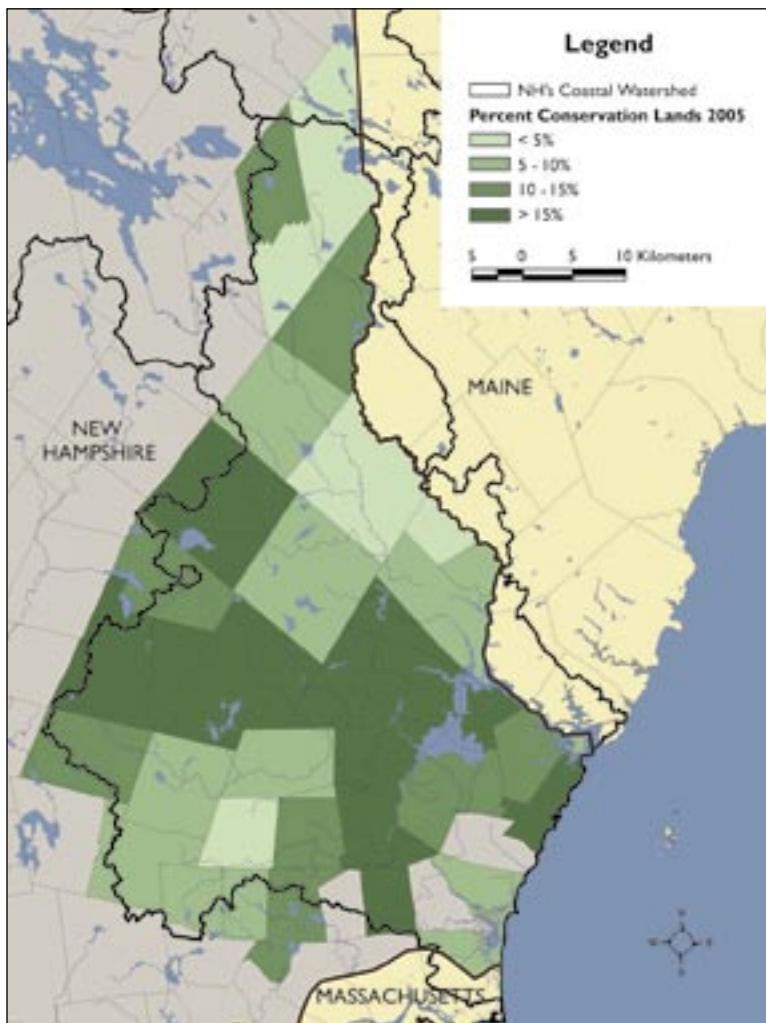 Legend
NH's Coastal Watershed
Percent Conservation Lands 2005
< 5%
5 - 10%
10 - 15%
> 15%
5 0 5 10 Kilometers
MAINE
NEW
HAMPSHIRE
MASSACHUSETTS